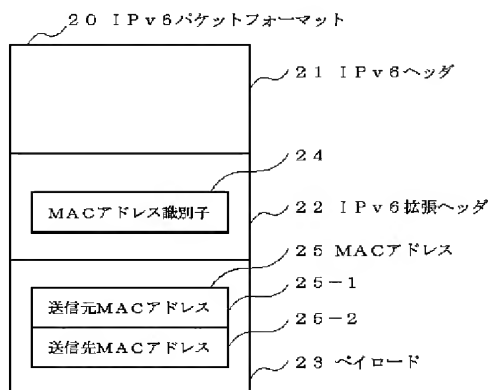 ２０ ＩＰｖ６パケットフォーマット
２１ ＩＰｖ６ヘッダ
２４
ＭＡＣアドレス識別子
２２ ＩＰｖ６拡張ヘッダ
２５ ＭＡＣアドレス
２５－１
送信元ＭＡＣアドレス
２５－２
送信先ＭＡＣアドレス
２３ ペイロード